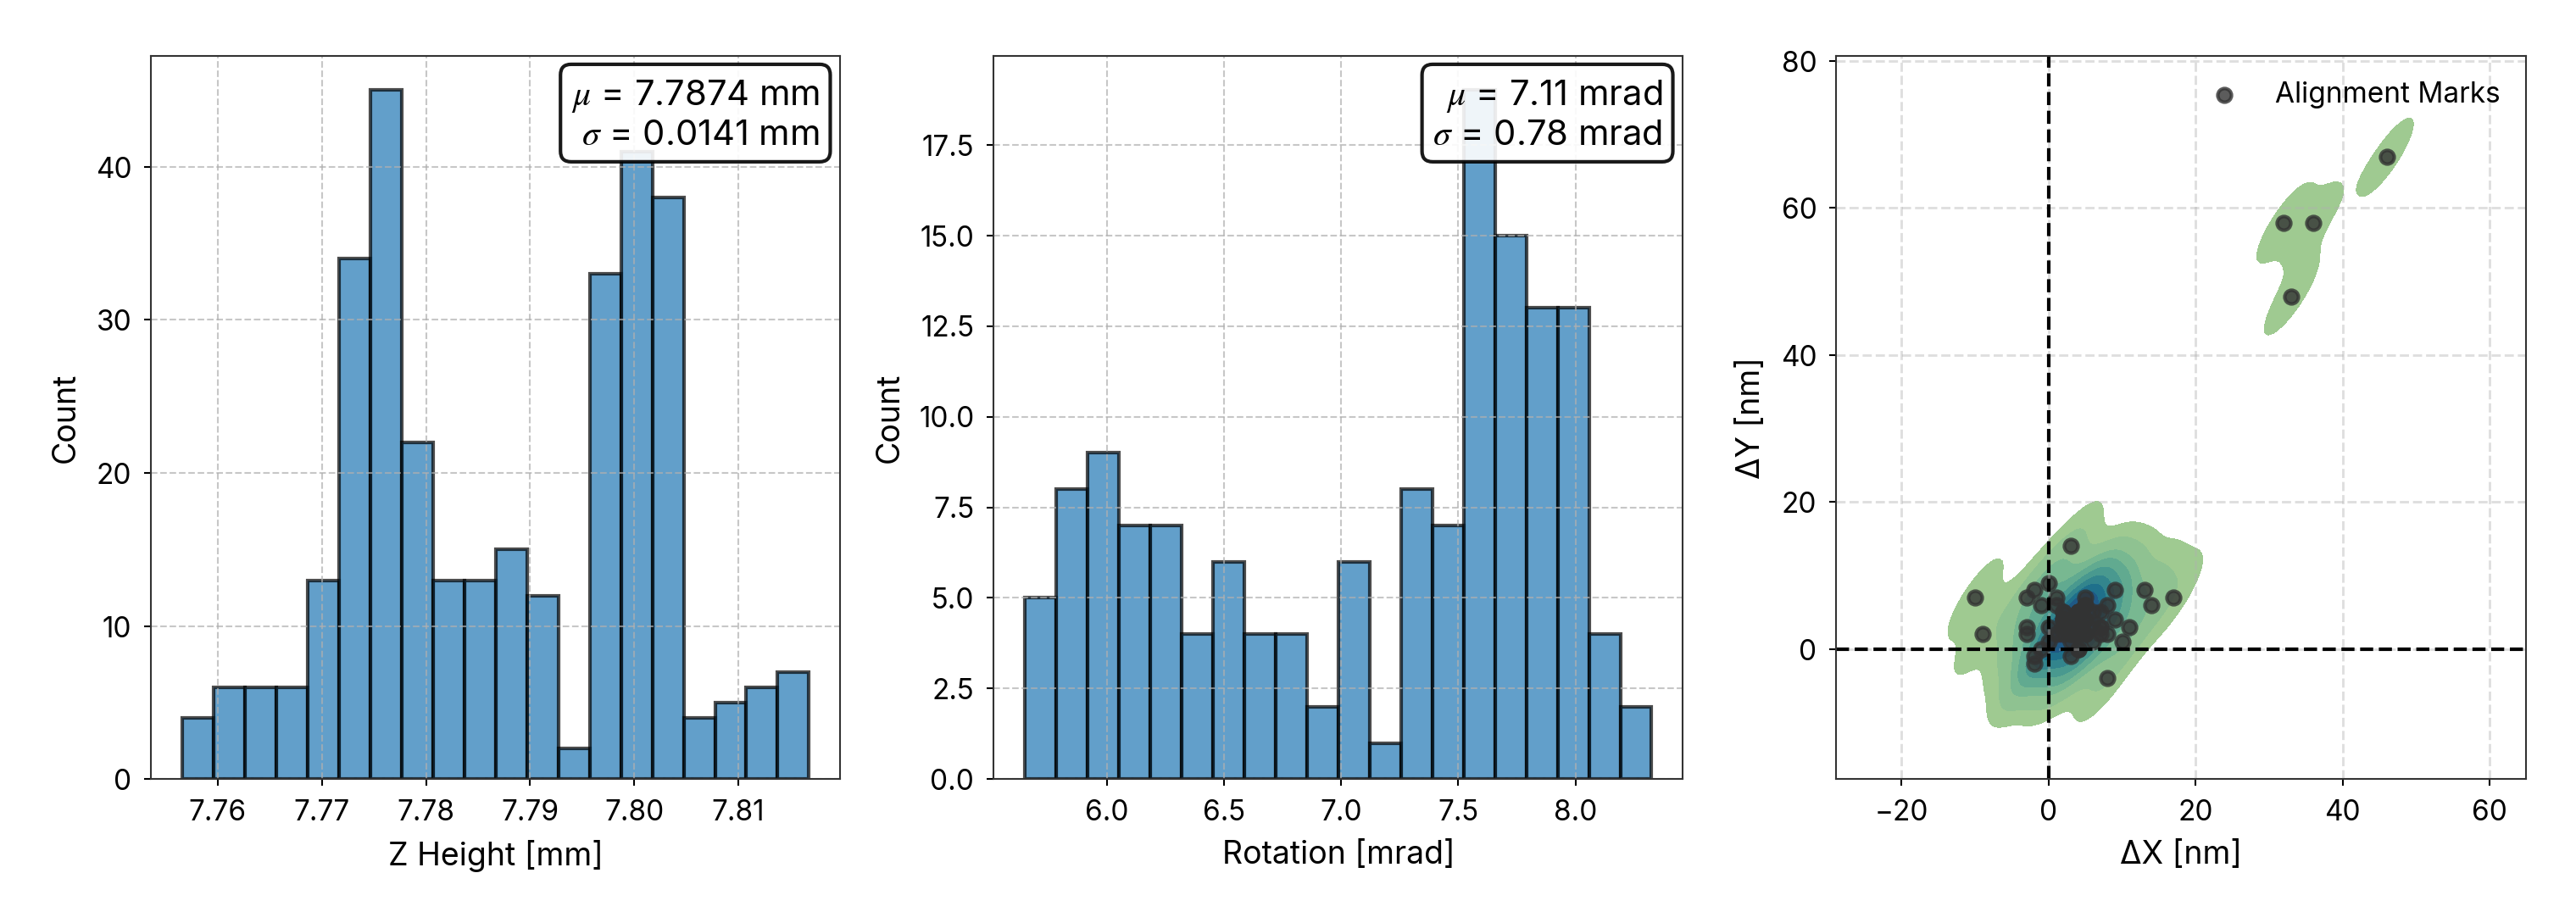 μ = 7.7874 mm
σ = 0.0141 mm
Count
40
30
20
10
0
7.76 7.77 7.78 7.79 7.80 7.81
Z Height [mm]
μ = 7.11 mrad
σ = 0.78 mrad
Count
17.5
15.0
12.5
10.0
7.5
5.0
2.5
0.0
6.0 6.5 7.0 7.5 8.0
Rotation [mrad]
Alignment Marks
ΔY [nm]
80
60
40
20
0
−20 0 20 40 60
ΔX [nm]